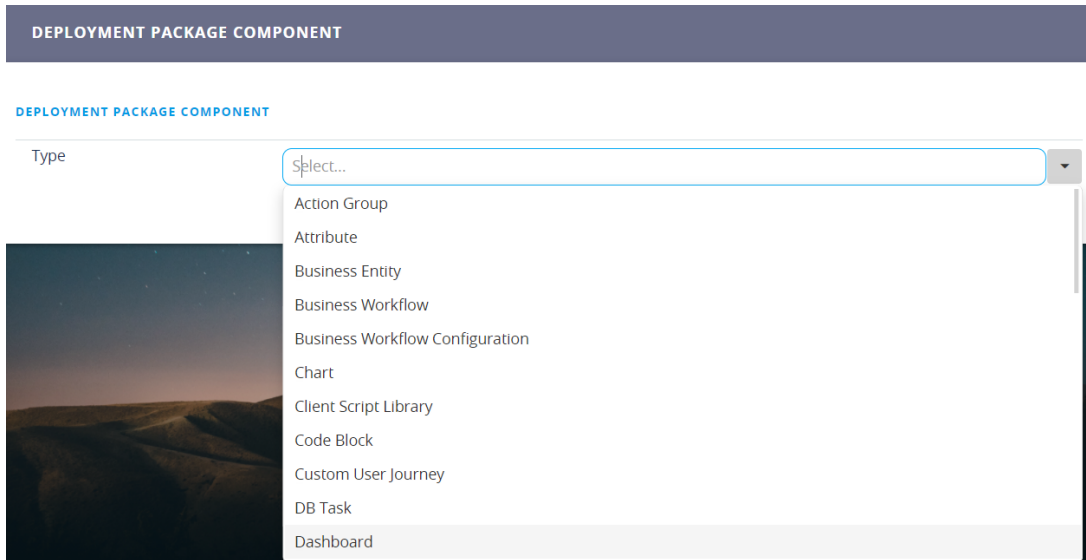 DEPLOYMENT PACKAGE COMPONENT
DEPLOYMENT PACKAGE COMPONENT
Type
Select...
Action Group
Attribute
Business Entity
Business Workflow
Business Workflow Configuration
Chart
Client Script Library
Code Block
Custom User Journey
DB Task
Dashboard